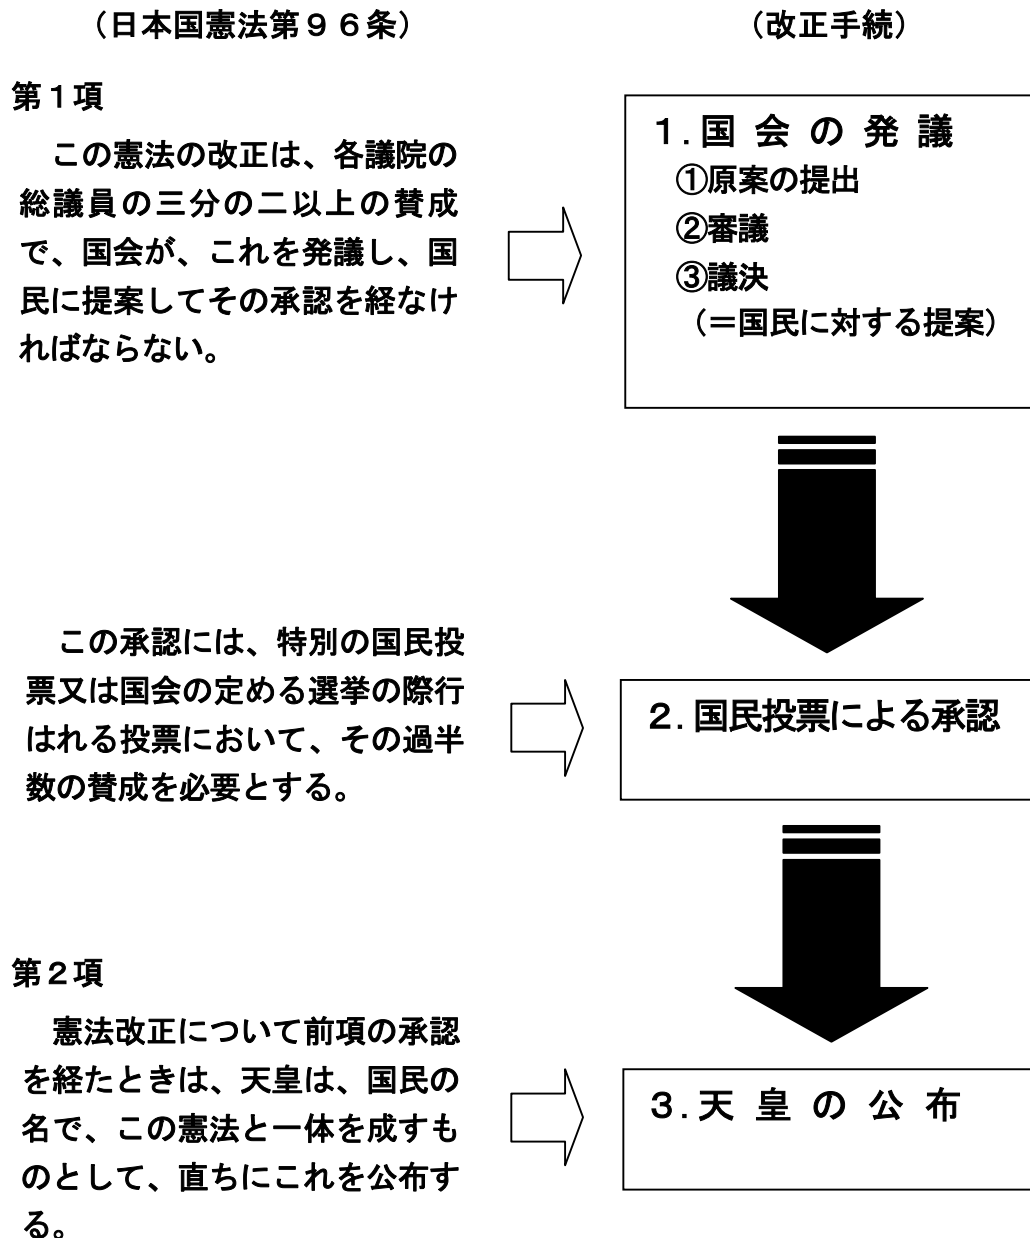 （日本国憲法第９６条）
（改正手続）
第１項
この憲法の改正は、各議院の
総議員の三分の二以上の賛成
で、国会が、これを発議し、国
民に提案してその承認を経なけ
ればならない。
１．国会の発議
①原案の提出
②審議
③議決
（＝国民に対する提案）
この承認には、特別の国民投
票又は国会の定める選挙の際行
はれる投票において、その過半
数の賛成を必要とする。
２．国民投票による承認
第２項
憲法改正について前項の承認
を経たときは、天皇は、国民の
名で、この憲法と一体を成すも
のとして、直ちにこれを公布す
る。
３．天皇の公布